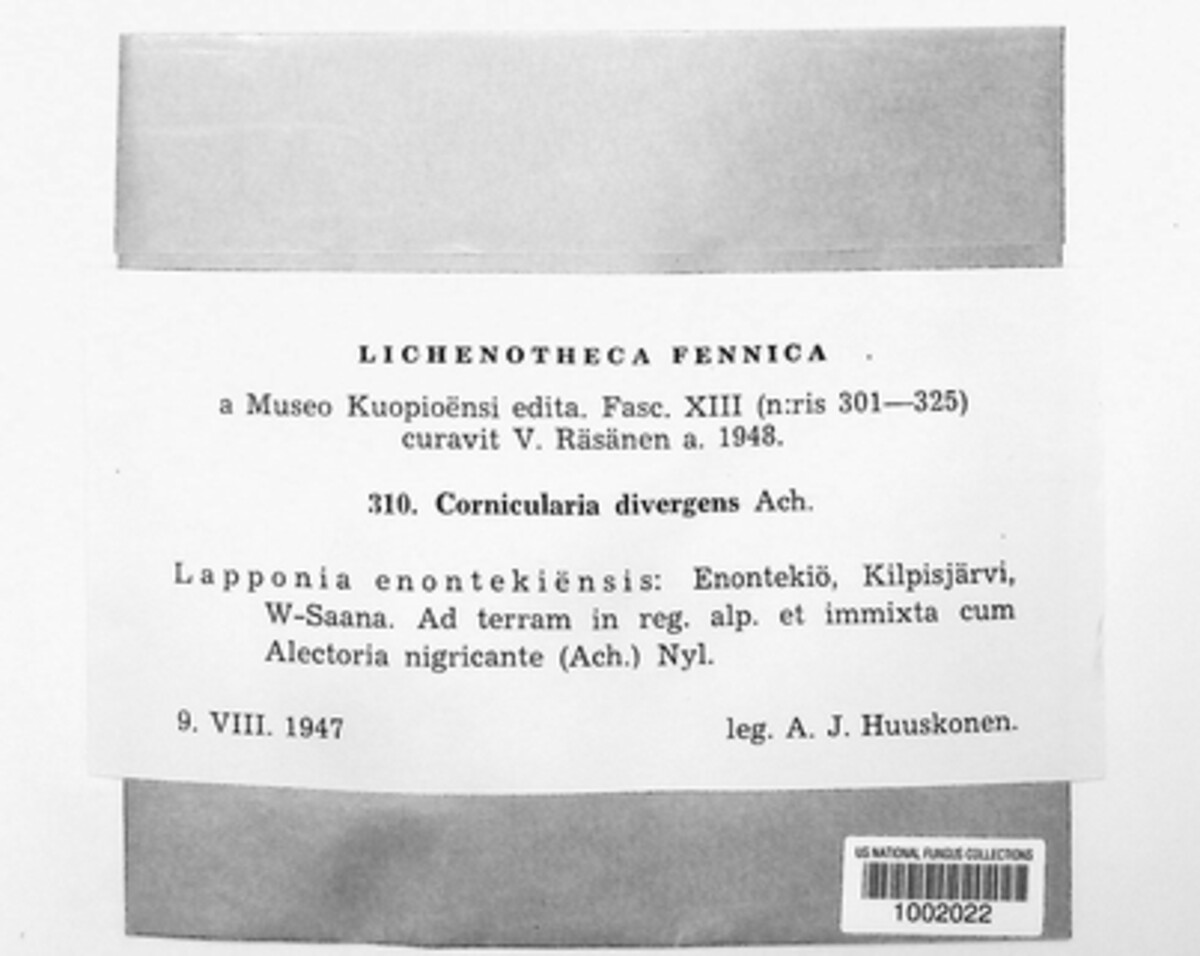 LICHENOTHECA FENNICA
a Museo Kuopioënsi edita. Fasc. XIII (n:ris 301—325)
curavit V. Räsänen a. 1948.
310. Cornicularia divergens Ach.
Lapponia enontekiënsis: Enontekiö, Kilpisjärvi,
W-Saana. Ad terram in reg. alp. et immixta cum
Alectoria nigricante (Ach.) Nyl.
9. VIII. 1947 leg. A. J. Huuskonen.
US NATIONAL FUNGUS COLLECTIONS
1002022